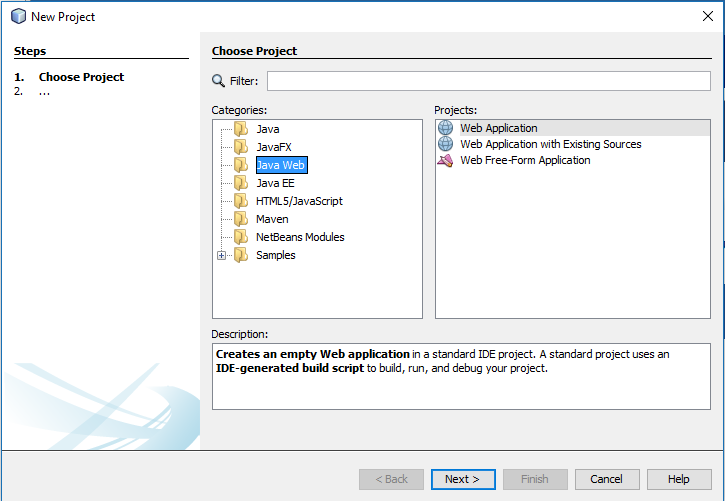 New Project
Steps
1. Choose Project
2. ...
Choose Project
Filter:
Categories:
Java
JavaFX
Java Web
Java EE
HTML5/JavaScript
Maven
NetBeans Modules
Samples
Projects:
Web Application
Web Application with Existing Sources
Web Free-Form Application
Description:
Creates an empty Web application in a standard IDE project. A standard project uses an
IDE-generated build script to build, run, and debug your project.
< Back
Next >
Finish
Cancel
Help